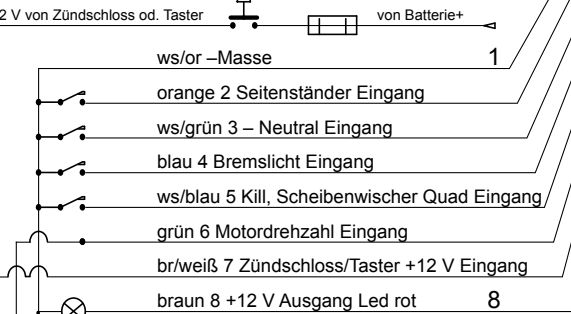 2 V von Zündschloss od. Taster von Batterie+
ws/or –Masse 1
orange 2 Seitenständer Eingang
ws/grün 3 – Neutral Eingang
blau 4 Bremslicht Eingang
ws/blau 5 Kill, Scheibenwischer Quad Eingang
grün 6 Motordrehzahl Eingang
br/weiß 7 Zündschloss/Taster +12 V Eingang
braun 8 +12 V Ausgang Led rot 8